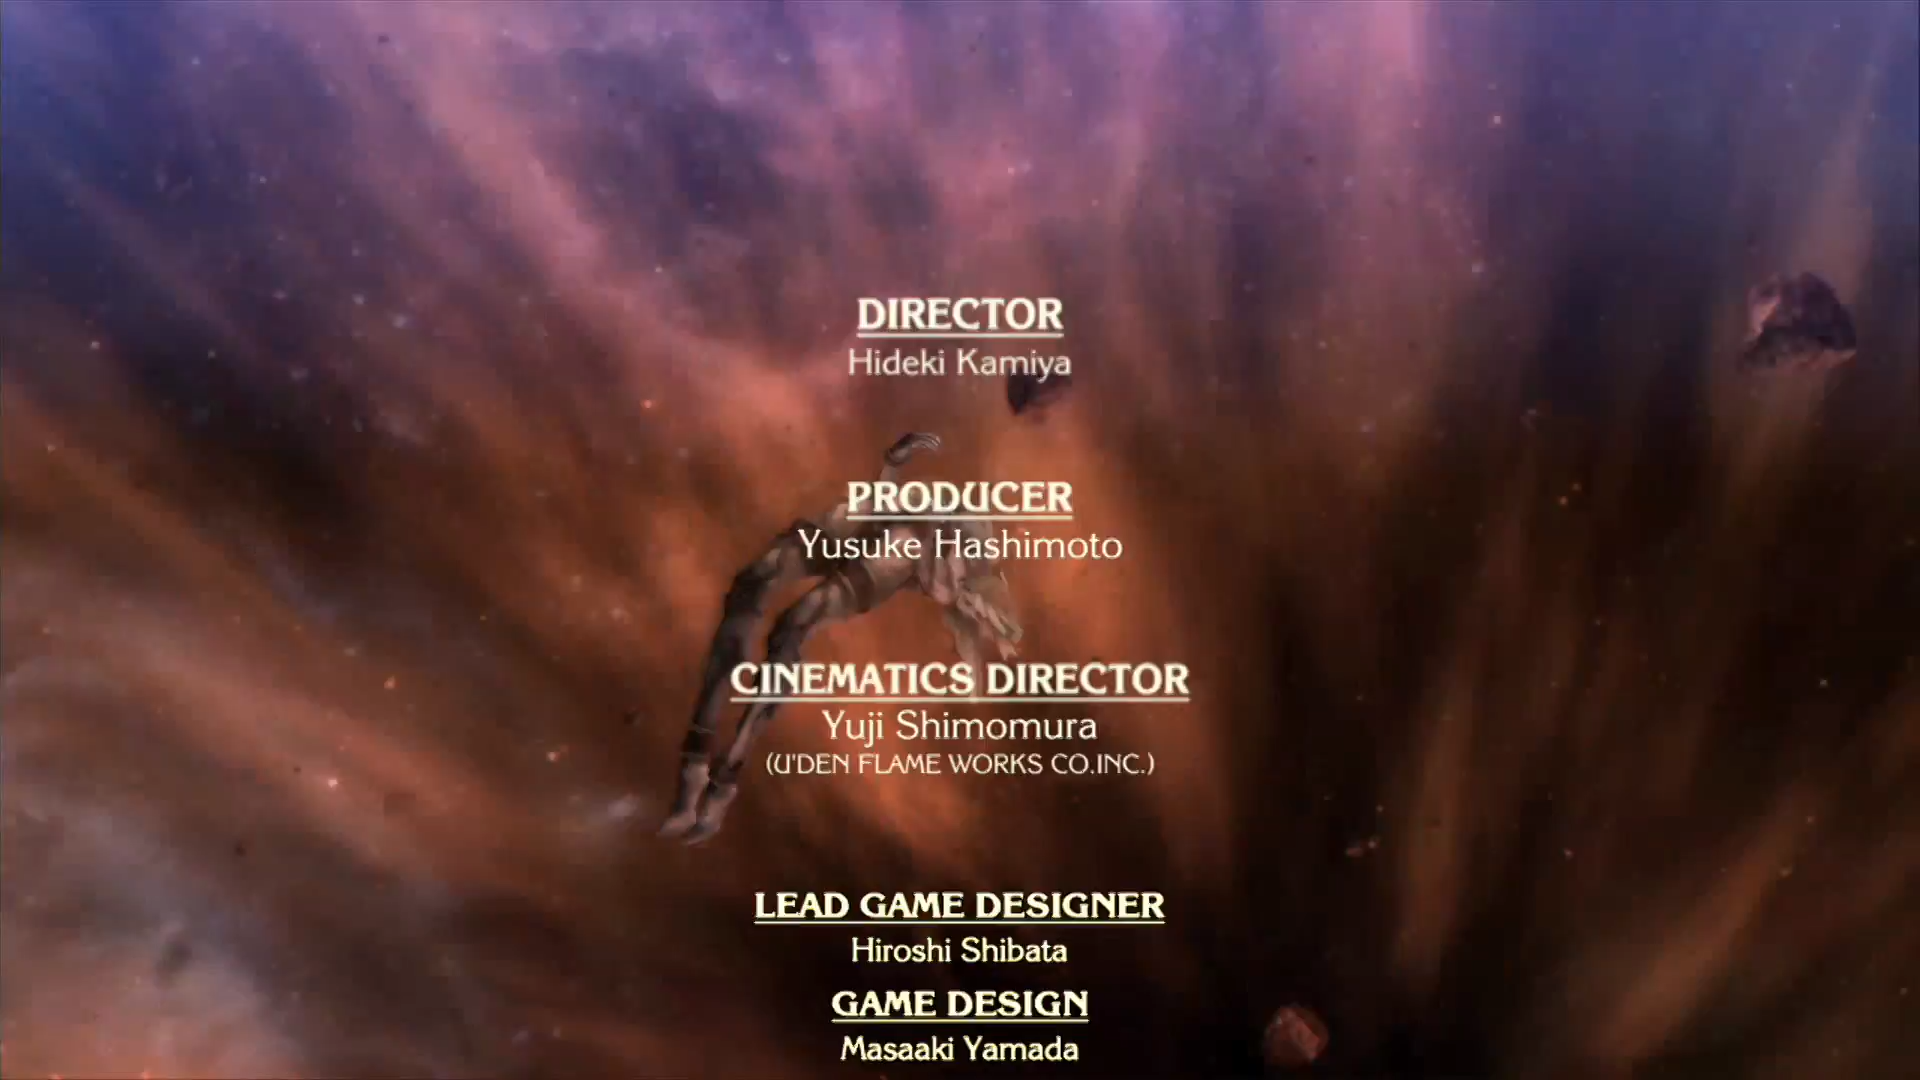 DIRECTOR
Hideki Kamiya
PRODUCER
Yusuke Hashimoto
CINEMATICS DIRECTOR
Yuji Shimomura
(U'DEN FLAME WORKS CO.INC.)
LEAD GAME DESIGNER
Hiroshi Shibata
GAME DESIGN
Masaaki Yamada